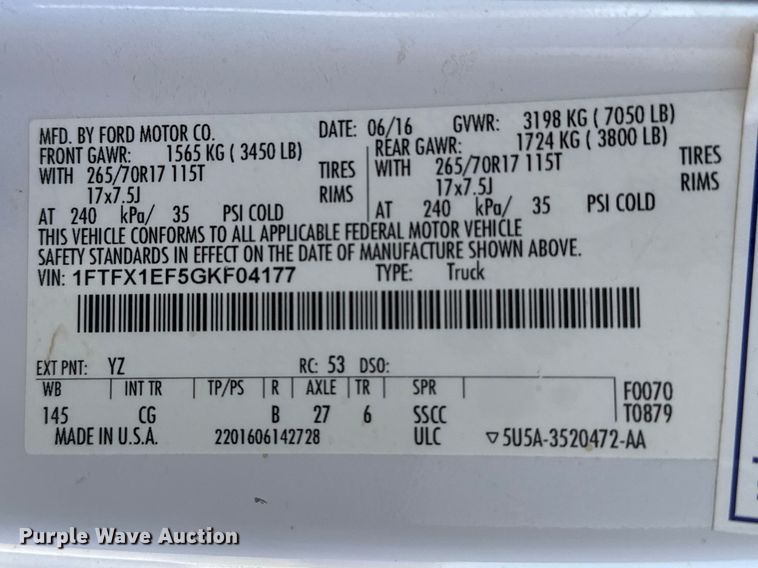 MFD. BY FORD MOTOR CO. DATE: 06/16 GVWR: 3198 KG ( 7050 LB)
FRONT GAWR: 1565 KG ( 3450 LB) REAR GAWR: 1724 KG ( 3800 LB)
WITH 265/70R17 115T TIRES WITH 265/70R17 115T TIRES
17x7.5J RIMS 17x7.5J RIMS
AT 240 kPa/ 35 PSI COLD AT 240 kPa/ 35 PSI COLD
THIS VEHICLE CONFORMS TO ALL APPLICABLE FEDERAL MOTOR VEHICLE
SAFETY STANDARDS IN EFFECT ON THE DATE OF MANUFACTURE SHOWN ABOVE.
VIN: 1FTFX1EF5GKF04177 TYPE: Truck
EXT PNT: YZ RC: 53 DSO:
WB INT TR TP/PS R AXLE TR SPR F0070
145 CG B 27 6 SSCC T0879
MADE IN U.S.A. 2201606142728 ULC ▽5U5A-3520472-AA
Purple Wave Auction